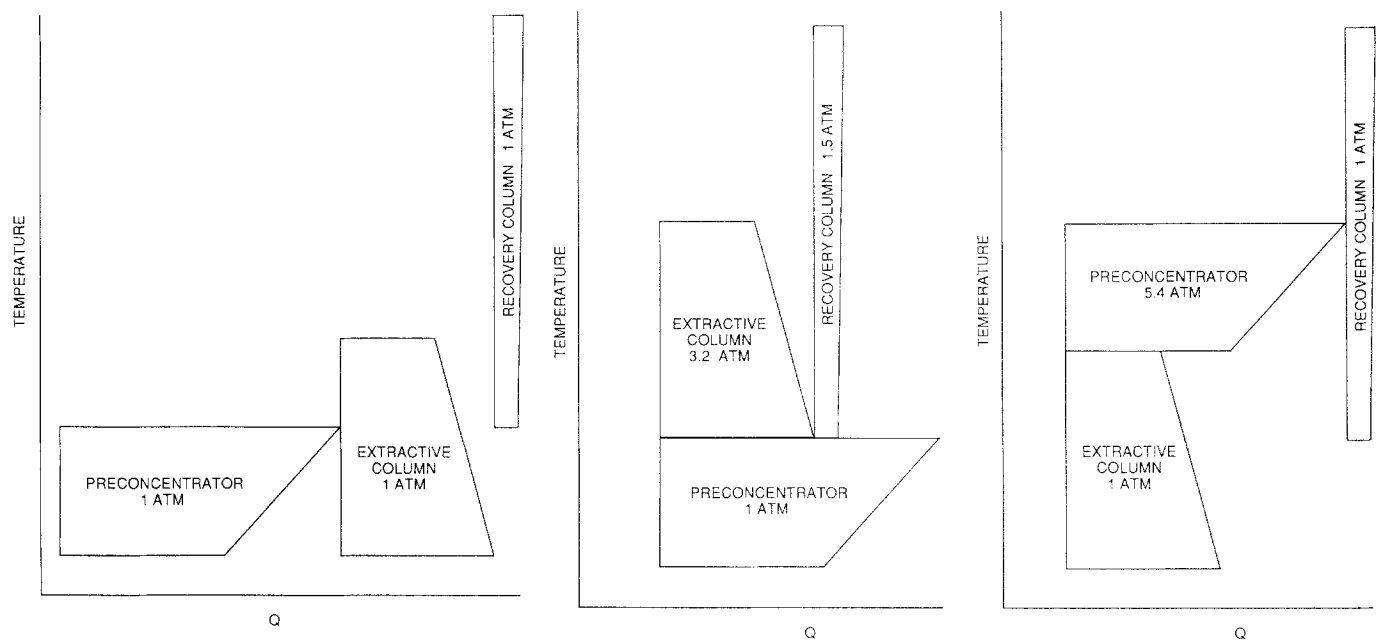 TEMPERATURE
PRECONCENTRATOR
1 ATM
EXTRACTIVE
COLUMN
1 ATM
RECOVERY COLUMN 1 ATM
Q
TEMPERATURE
EXTRACTIVE
COLUMN
3.2 ATM
RECOVERY COLUMN 1.5 ATM
PRECONCENTRATOR
1 ATM
Q
TEMPERATURE
PRECONCENTRATOR
5.4 ATM
EXTRACTIVE
COLUMN
1 ATM
RECOVERY COLUMN 1 ATM
Q